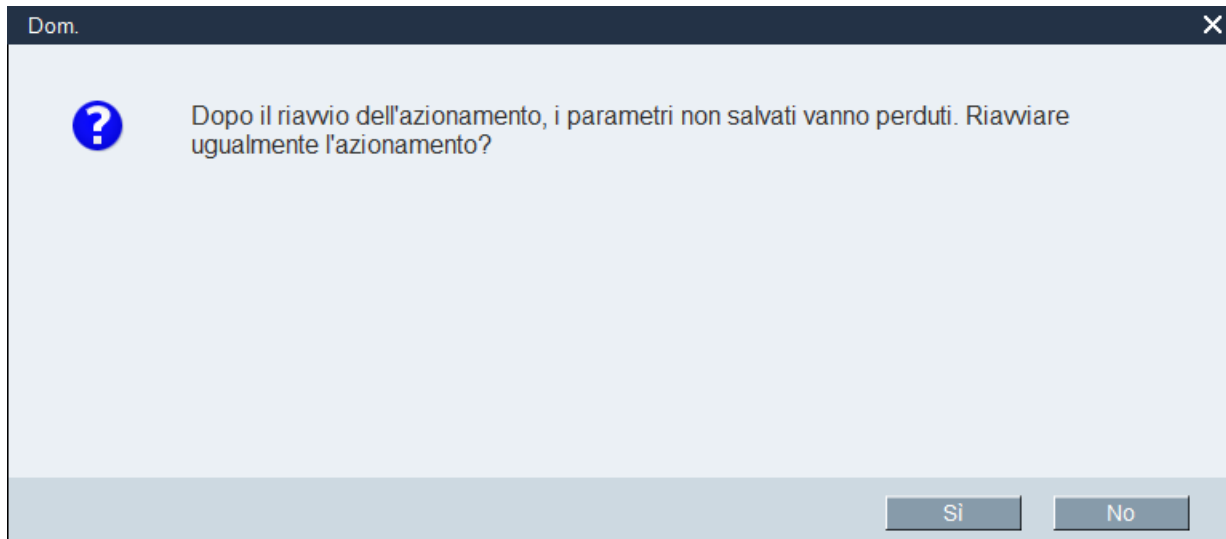 Dom.
Dopo il riavvio dell'azionamento, i parametri non salvati vanno perduti. Riavviare
ugualmente l'azionamento?
Sì
No